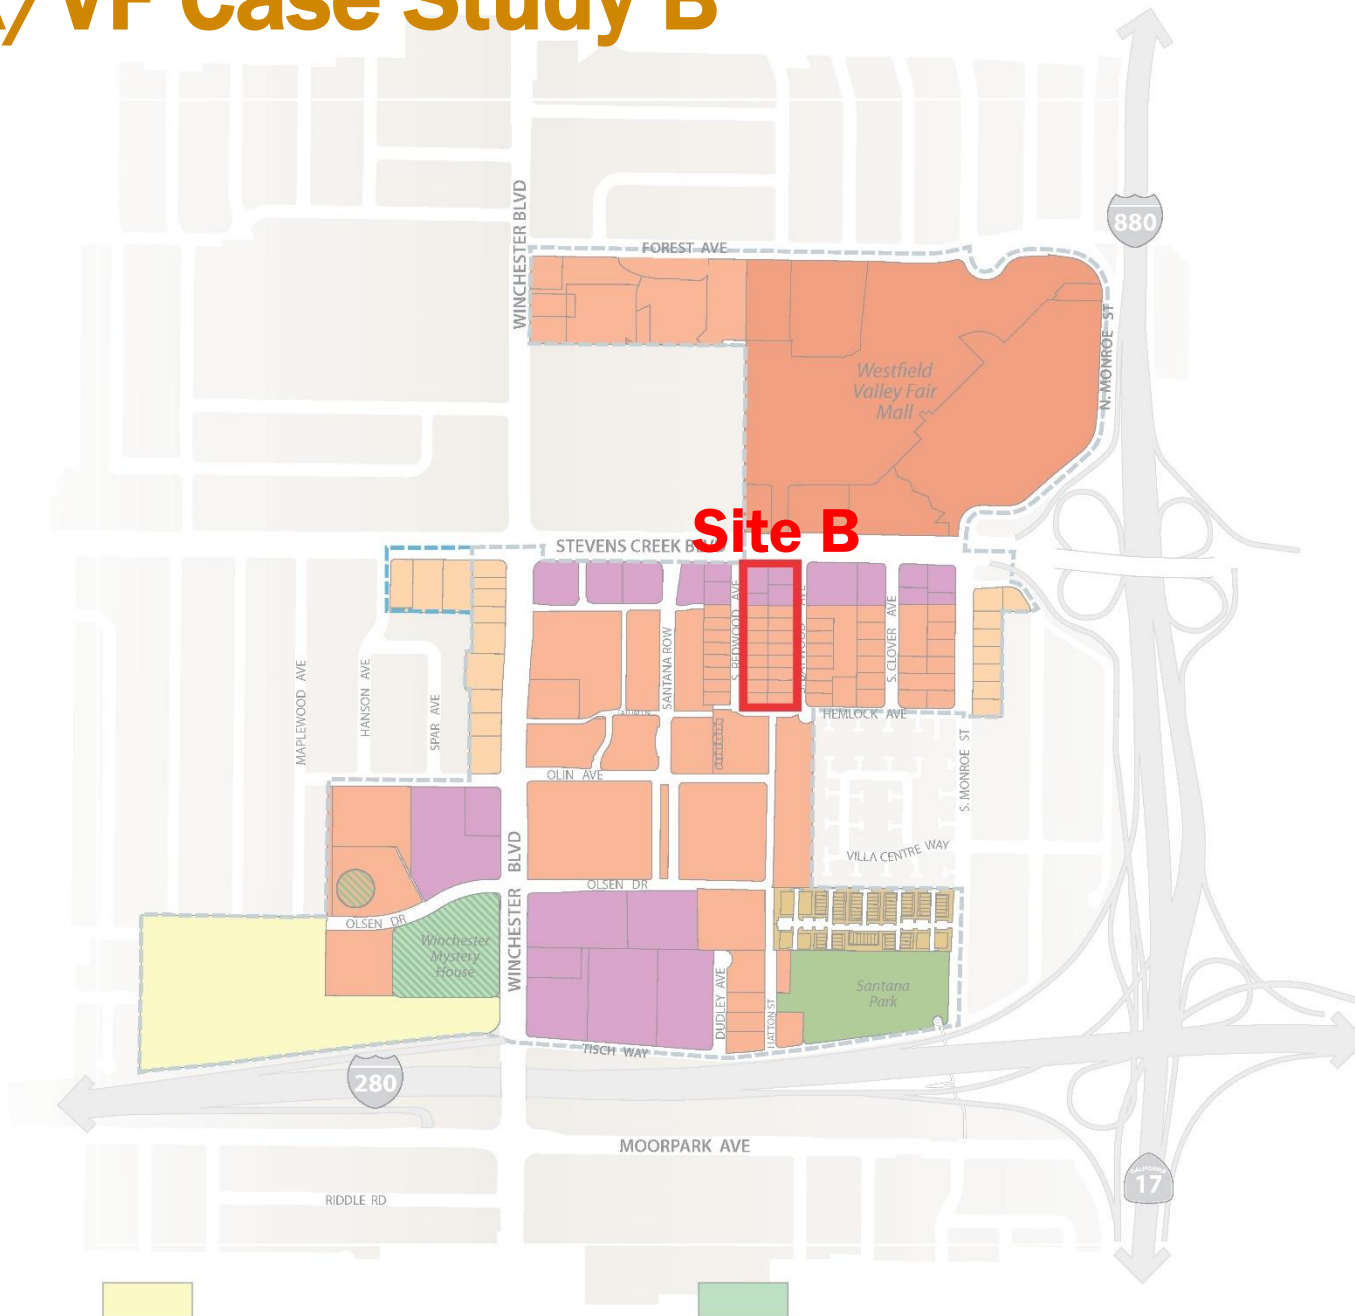 /VF Case Study B
WINCHESTER BLVD
880
FOREST AVE
N. MONROE ST
Westfield
Valley Fair
Mall
Site B
STEVENS CREEK
S. REDWOOD AVE
S. CLOVER AVE
SANTANA ROW
MAPLEWOOD AVE
HANSON AVE
SPAR AVE
HEMLOCK AVE
S. MONROE ST
OLIN AVE
VILLA CENTRE WAY
WINCHESTER BLVD
OLSEN DR
OLSEN DR
Winchester
Mystery
House
DUDLEY AVE
HATTON ST
Santana
Park
TISCH WAY
280
MOORPARK AVE
CALIFORNIA
17
RIDDLE RD